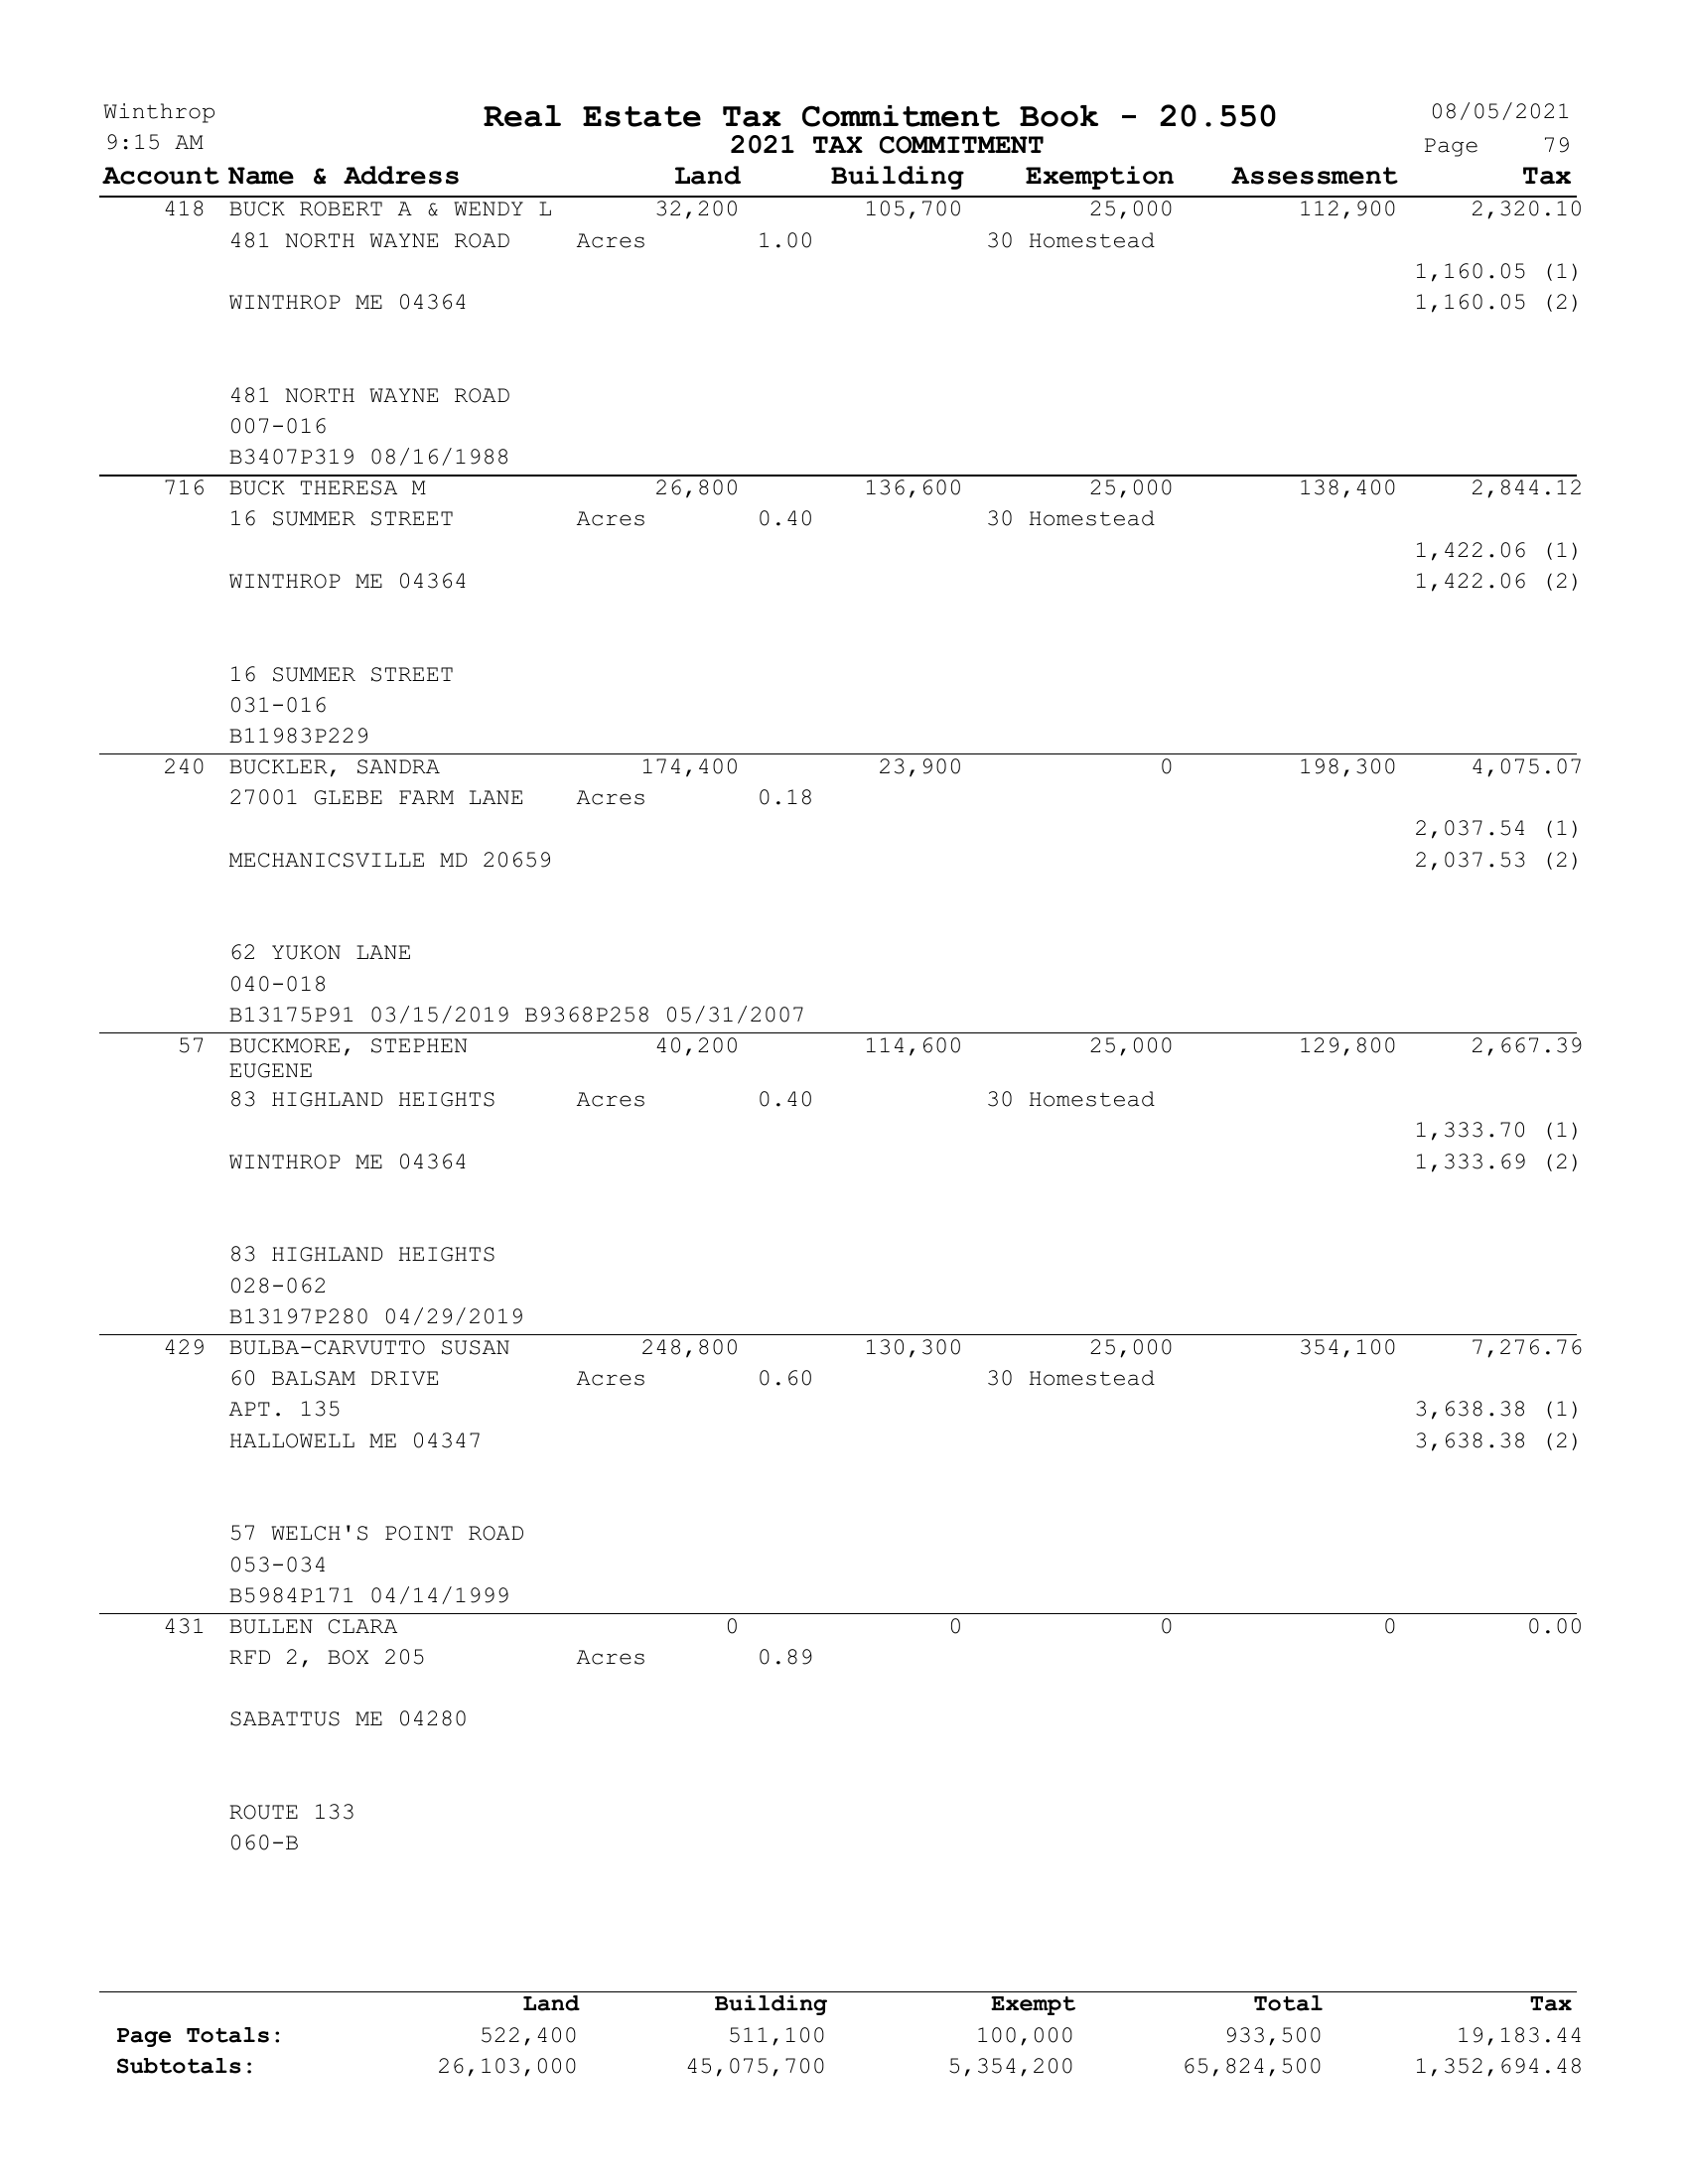 Winthrop Real Estate Tax Commitment Book - 20.550 08/05/2021
9:15 AM 2021 TAX COMMITMENT Page 79
Account Name & Address Land Building Exemption Assessment Tax
418 BUCK ROBERT A & WENDY L 32,200 105,700 25,000 112,900 2,320.10
481 NORTH WAYNE ROAD Acres 1.00 30 Homestead
1,160.05 (1)
WINTHROP ME 04364 1,160.05 (2)
481 NORTH WAYNE ROAD
007-016
B3407P319 08/16/1988
716 BUCK THERESA M 26,800 136,600 25,000 138,400 2,844.12
16 SUMMER STREET Acres 0.40 30 Homestead
1,422.06 (1)
WINTHROP ME 04364 1,422.06 (2)
16 SUMMER STREET
031-016
B11983P229
240 BUCKLER, SANDRA 174,400 23,900 0 198,300 4,075.07
27001 GLEBE FARM LANE Acres 0.18
2,037.54 (1)
MECHANICSVILLE MD 20659 2,037.53 (2)
62 YUKON LANE
040-018
B13175P91 03/15/2019 B9368P258 05/31/2007
57 BUCKMORE, STEPHEN 40,200 114,600 25,000 129,800 2,667.39
EUGENE
83 HIGHLAND HEIGHTS Acres 0.40 30 Homestead
1,333.70 (1)
WINTHROP ME 04364 1,333.69 (2)
83 HIGHLAND HEIGHTS
028-062
B13197P280 04/29/2019
429 BULBA-CARVUTTO SUSAN 248,800 130,300 25,000 354,100 7,276.76
60 BALSAM DRIVE Acres 0.60 30 Homestead
APT. 135 3,638.38 (1)
HALLOWELL ME 04347 3,638.38 (2)
57 WELCH'S POINT ROAD
053-034
B5984P171 04/14/1999
431 BULLEN CLARA 0 0 0 0 0.00
RFD 2, BOX 205 Acres 0.89
SABATTUS ME 04280
ROUTE 133
060-B
Land Building Exempt Total Tax
Page Totals: 522,400 511,100 100,000 933,500 19,183.44
Subtotals: 26,103,000 45,075,700 5,354,200 65,824,500 1,352,694.48